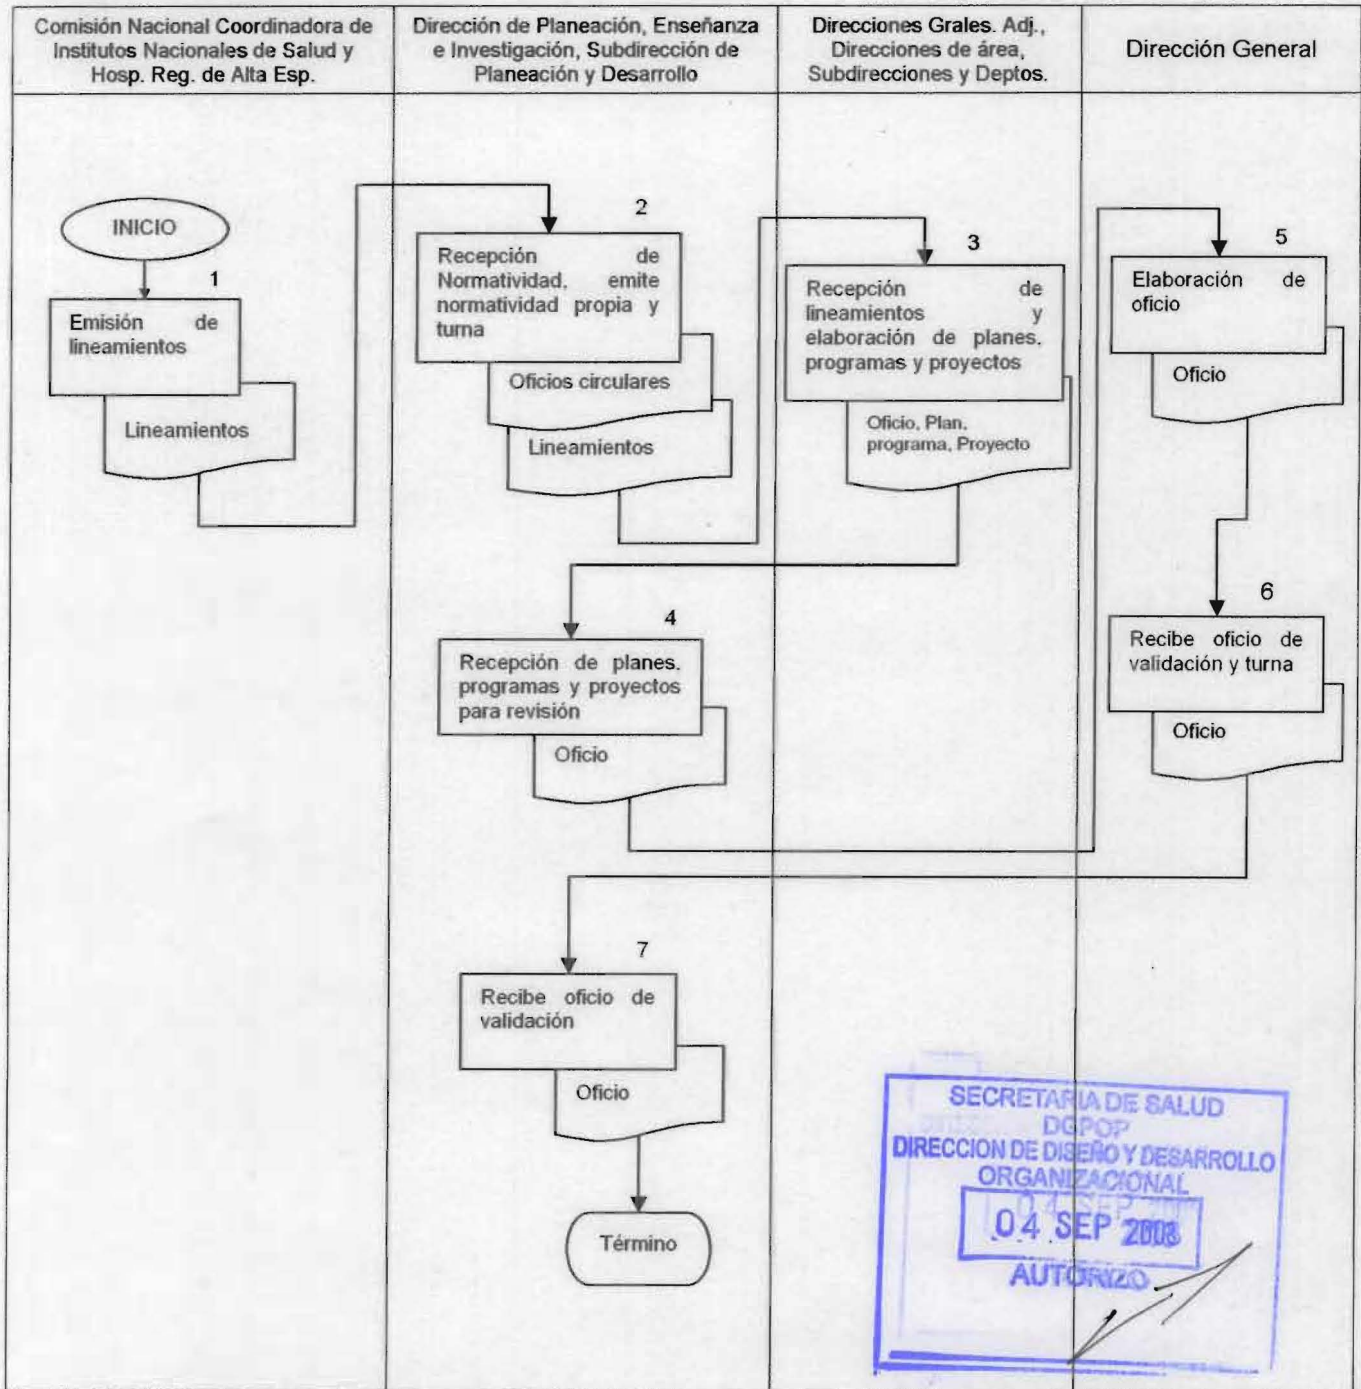 Comisión Nacional Coordinadora de
Institutos Nacionales de Salud y
Hosp. Reg. de Alta Esp.
Dirección de Planeación, Enseñanza
e Investigación, Subdirección de
Planeación y Desarrollo
Direcciones Grales. Adj.,
Direcciones de área,
Subdirecciones y Deptos.
Dirección General
INICIO
1
Emisión de
lineamientos
Lineamientos
2
Recepción de
Normatividad, emite
normatividad propia y
turna
Oficios circulares
Lineamientos
3
Recepción de
lineamientos y
elaboración de planes,
programas y proyectos
Oficio, Plan,
programa, Proyecto
4
Recepción de planes,
programas y proyectos
para revisión
Oficio
5
Elaboración de
oficio
Oficio
6
Recibe oficio de
validación y turna
Oficio
7
Recibe oficio de
validación
Oficio
Término
SECRETARIA DE SALUD
DGPOP
DIRECCION DE DISEÑO Y DESARROLLO
ORGANIZACIONAL
04 SEP 2008
AUTORIZO